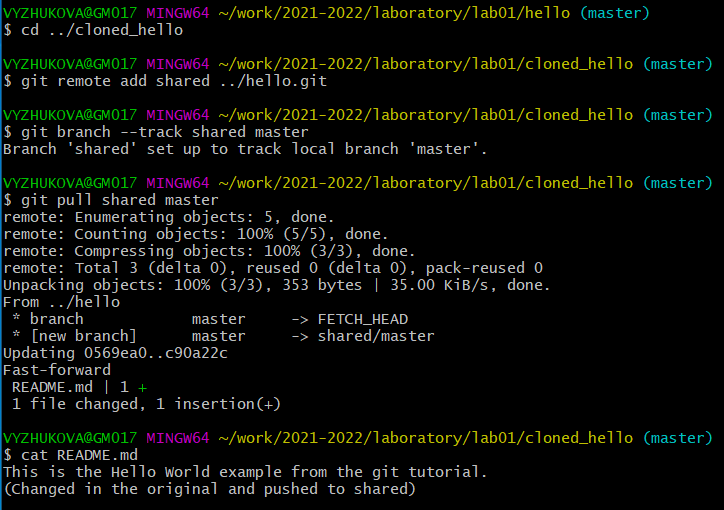 VYZHUKOVA@GM017 MINGW64 ~/work/2021-2022/laboratory/lab01/hello (master)
$ cd ../cloned_hello
VYZHUKOVA@GM017 MINGW64 ~/work/2021-2022/laboratory/lab01/cloned_hello (master)
$ git remote add shared ../hello.git
VYZHUKOVA@GM017 MINGW64 ~/work/2021-2022/laboratory/lab01/cloned_hello (master)
$ git branch --track shared master
Branch 'shared' set up to track local branch 'master'.
VYZHUKOVA@GM017 MINGW64 ~/work/2021-2022/laboratory/lab01/cloned_hello (master)
$ git pull shared master
remote: Enumerating objects: 5, done.
remote: Counting objects: 100% (5/5), done.
remote: Compressing objects: 100% (3/3), done.
remote: Total 3 (delta 0), reused 0 (delta 0), pack-reused 0
Unpacking objects: 100% (3/3), 353 bytes | 35.00 KiB/s, done.
From ../hello
 * branch            master     -> FETCH_HEAD
 * [new branch]      master     -> shared/master
Updating 0569ea0..c90a22c
Fast-forward
 README.md | 1 +
 1 file changed, 1 insertion(+)
VYZHUKOVA@GM017 MINGW64 ~/work/2021-2022/laboratory/lab01/cloned_hello (master)
$ cat README.md
This is the Hello World example from the git tutorial.
(Changed in the original and pushed to shared)